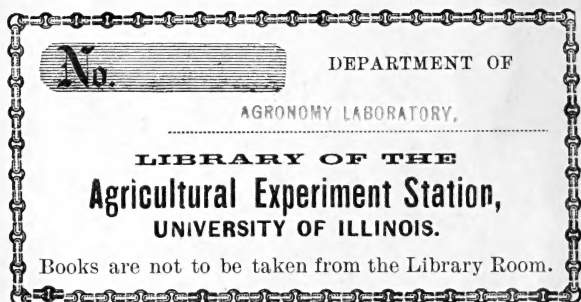 No.
DEPARTMENT OF
AGRONOMY LABORATORY.
LIBRARY OF THE
Agricultural Experiment Station,
UNIVERSITY OF ILLINOIS.
Books are not to be taken from the Library Room.